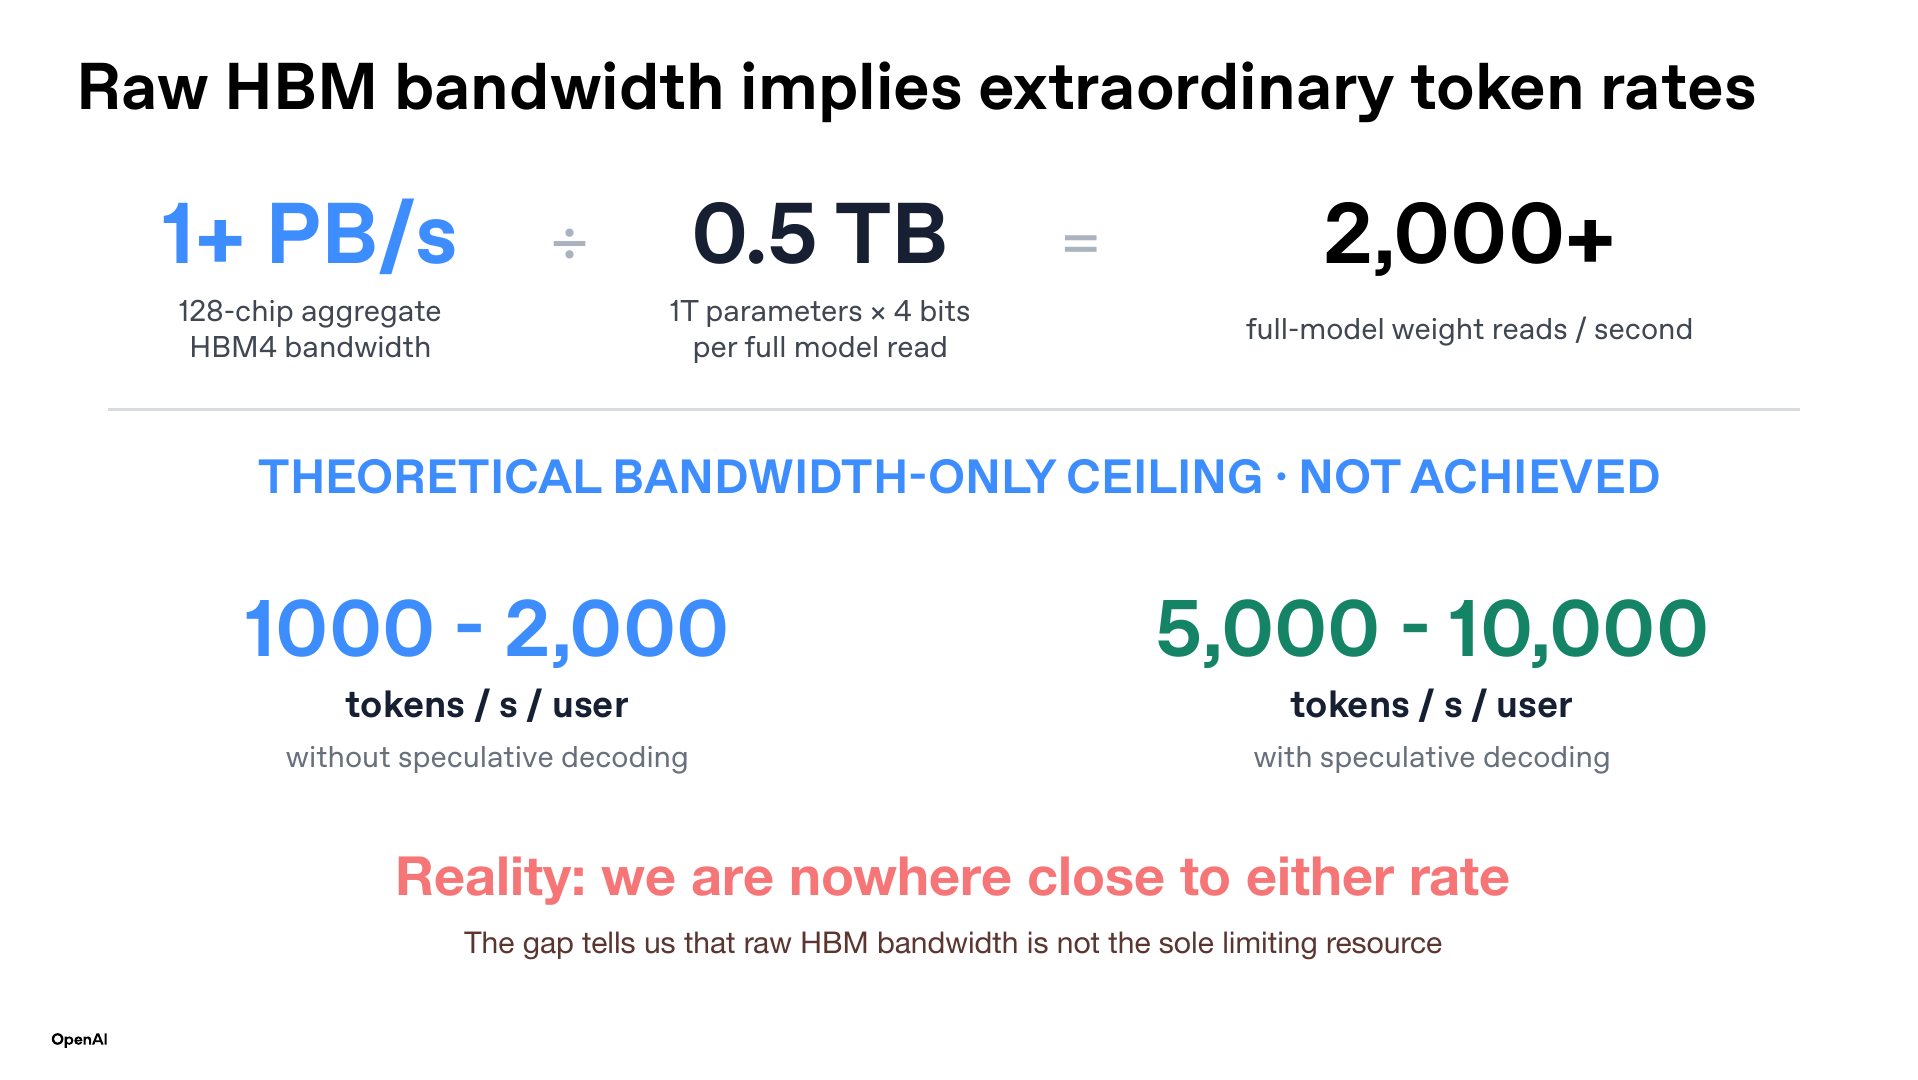 Raw HBM bandwidth implies extraordinary token rates
1+ PB/s ÷ 0.5 TB = 2,000+
128-chip aggregate
HBM4 bandwidth
1T parameters × 4 bits
per full model read
full-model weight reads / second
THEORETICAL BANDWIDTH-ONLY CEILING · NOT ACHIEVED
1000 - 2,000
tokens / s / user
without speculative decoding
5,000 - 10,000
tokens / s / user
with speculative decoding
Reality: we are nowhere close to either rate
The gap tells us that raw HBM bandwidth is not the sole limiting resource
OpenAI